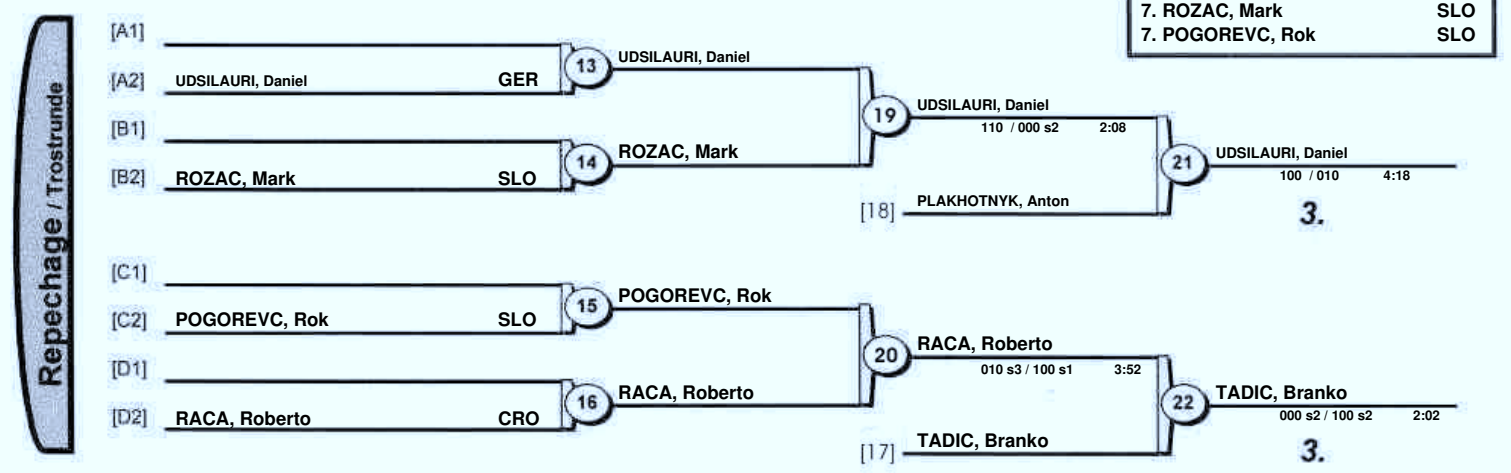 7. ROZAC, Mark SLO
7. POGOREVC, Rok SLO
Repechage / Trostrunde
[A1]
13
UDSILAURI, Daniel
[A2] UDSILAURI, Daniel GER
19
UDSILAURI, Daniel
110 / 000 s2 2:08
[B1]
14
ROZAC, Mark
[B2] ROZAC, Mark SLO
21
UDSILAURI, Daniel
100 / 010 4:18
[18] PLAKHOTNYK, Anton
3.
[C1]
15
POGOREVC, Rok
[C2] POGOREVC, Rok SLO
20
RACA, Roberto
010 s3 / 100 s1 3:52
[D1]
16
RACA, Roberto
[D2] RACA, Roberto CRO
22
TADIC, Branko
000 s2 / 100 s2 2:02
[17] TADIC, Branko
3.